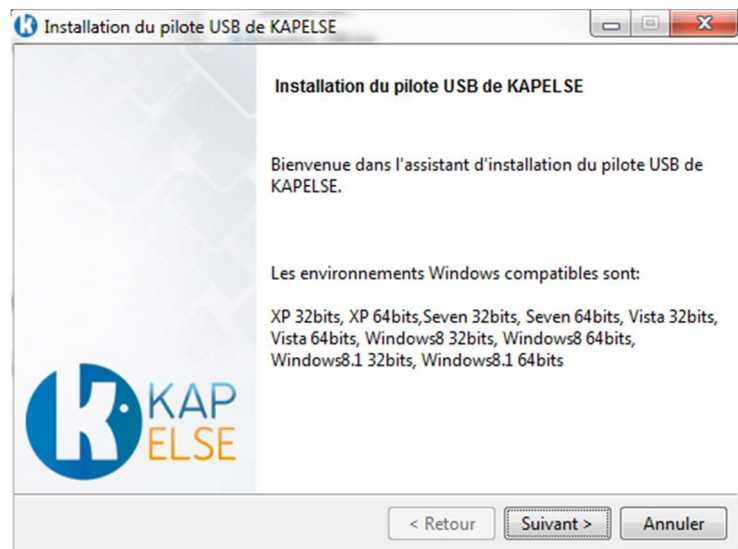 Installation du pilote USB de KAPELSE
Installation du pilote USB de KAPELSE
Bienvenue dans l'assistant d'installation du pilote USB de
KAPELSE.
Les environnements Windows compatibles sont:
XP 32bits, XP 64bits,Seven 32bits, Seven 64bits, Vista 32bits,
Vista 64bits, Windows8 32bits, Windows8 64bits,
Windows8.1 32bits, Windows8.1 64bits
K
KAP
ELSE
< Retour
Suivant >
Annuler